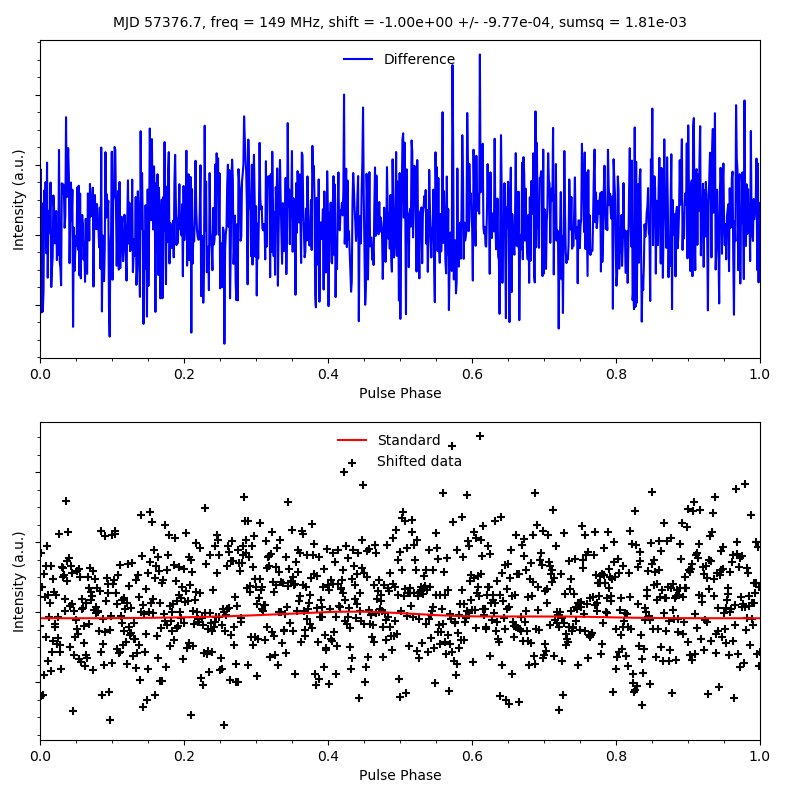 MJD 57376.7, freq = 149 MHz, shift = -1.00e+00 +/- -9.77e-04, sumsq = 1.81e-03
Difference
Intensity (a.u.)
0.0 0.2 0.4 0.6 0.8 1.0
Pulse Phase
Standard
Shifted data
Intensity (a.u.)
0.0 0.2 0.4 0.6 0.8 1.0
Pulse Phase